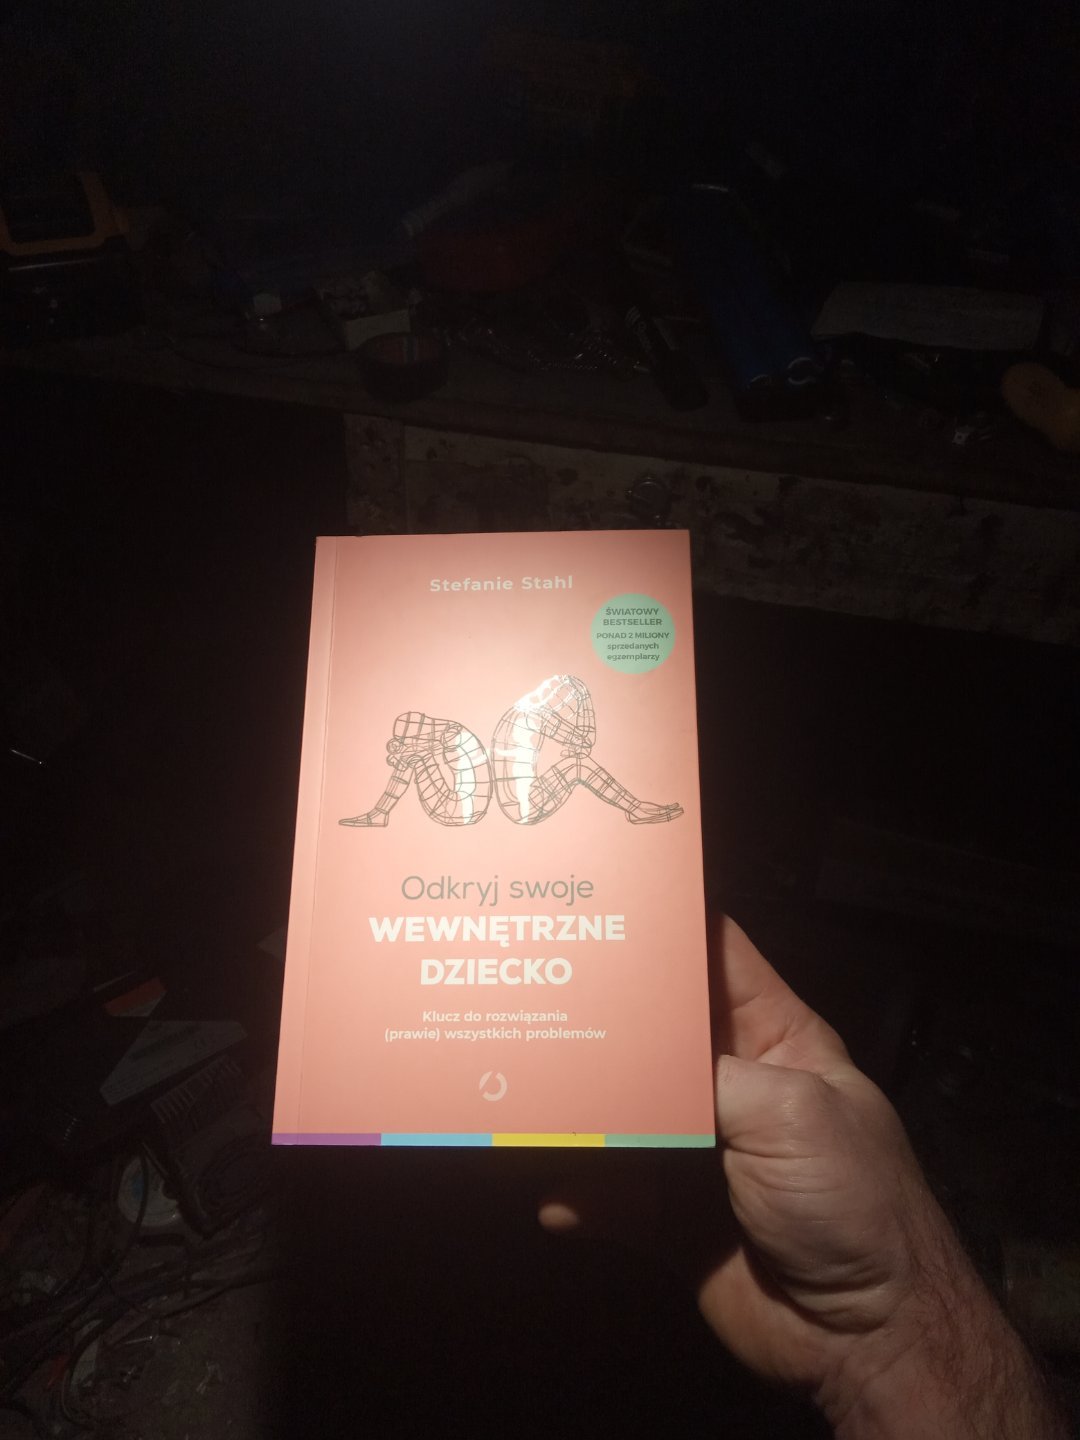 Stefanie Stahl
ŚWIATOWY
BESTSELLER
PONAD 2 MILIONY
sprzedanych
egzemplarzy
Odkryj swoje
WEWNĘTRZNE
DZIECKO
Klucz do rozwiązania
(prawie) wszystkich problemów